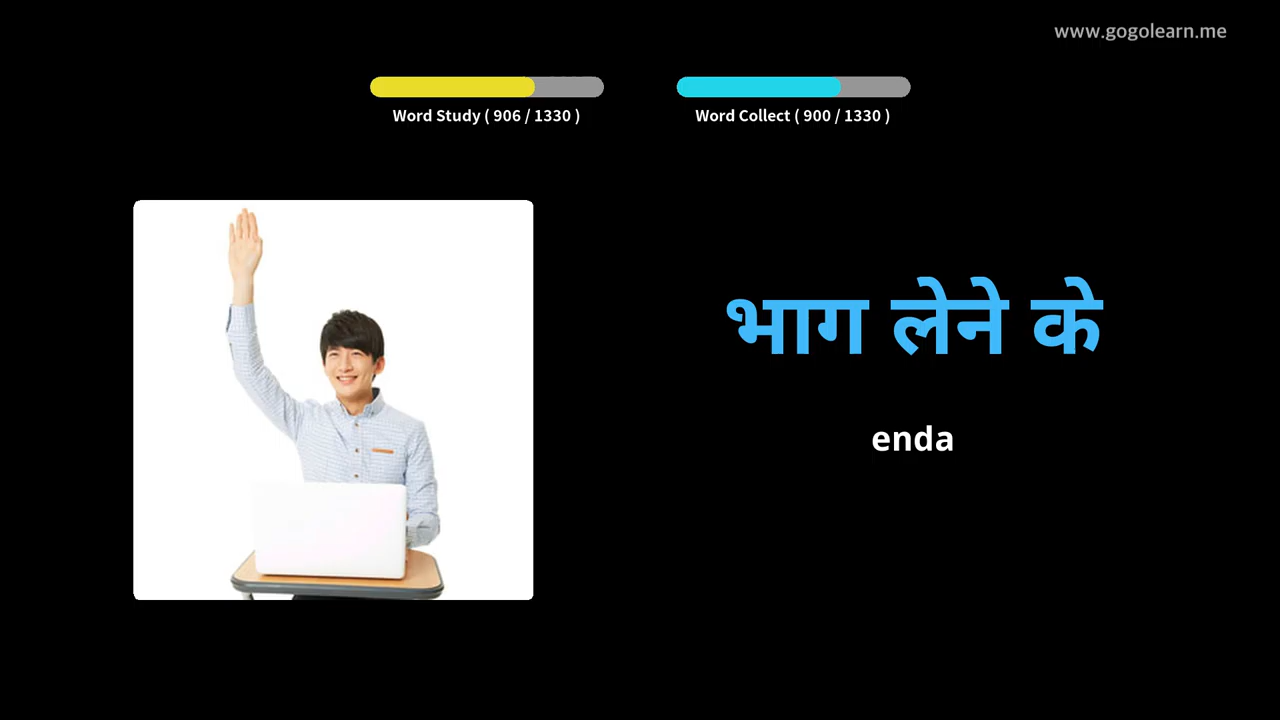 www.gogolearn.me
Word Study ( 906 / 1330 )
Word Collect ( 900 / 1330 )
भाग लेने के
enda